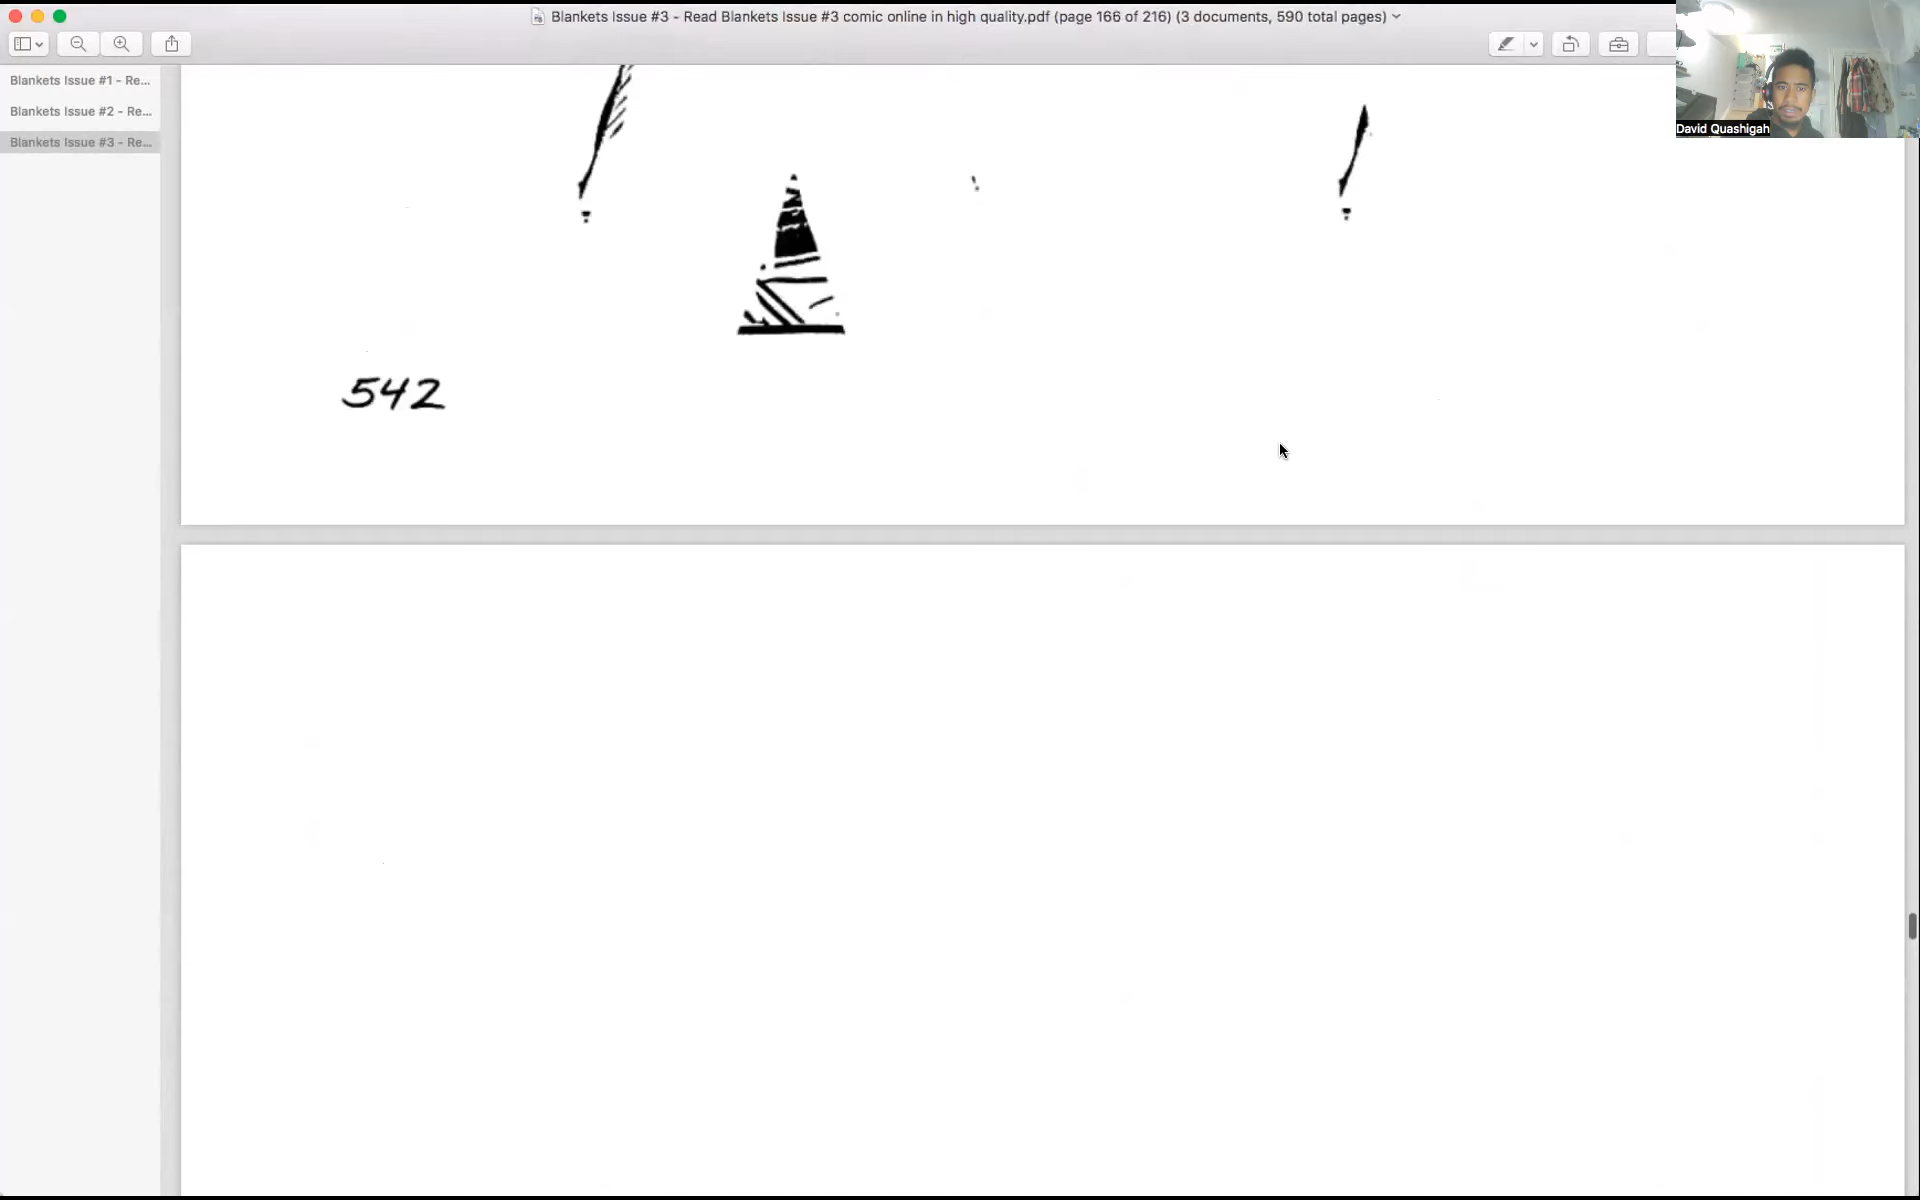 Blankets Issue #3 - Read Blankets Issue #3 comic online in high quality.pdf (page 166 of 216) (3 documents, 590 total pages)
Blankets Issue #1 - Re...
Blankets Issue #2 - Re...
Blankets Issue #3 - Re...
David Quashigah
542